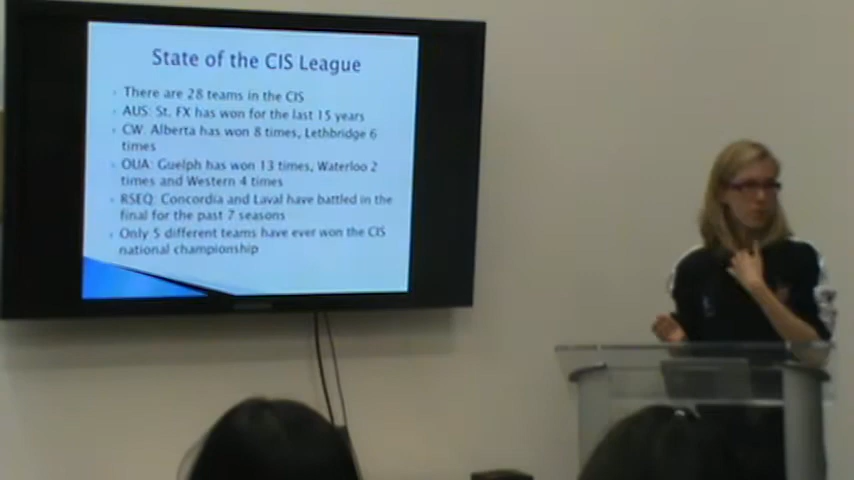 State of the CIS League
There are 28 teams in the CIS
AUS: St. FX has won for the last 15 years
CW: Alberta has won 8 times, Lethbridge 6
times
OUA: Guelph has won 13 times, Waterloo 2
times and Western 4 times
RSEQ: Concordia and Laval have battled in the
final for the past 7 seasons
Only 5 different teams have ever won the CIS
national championship